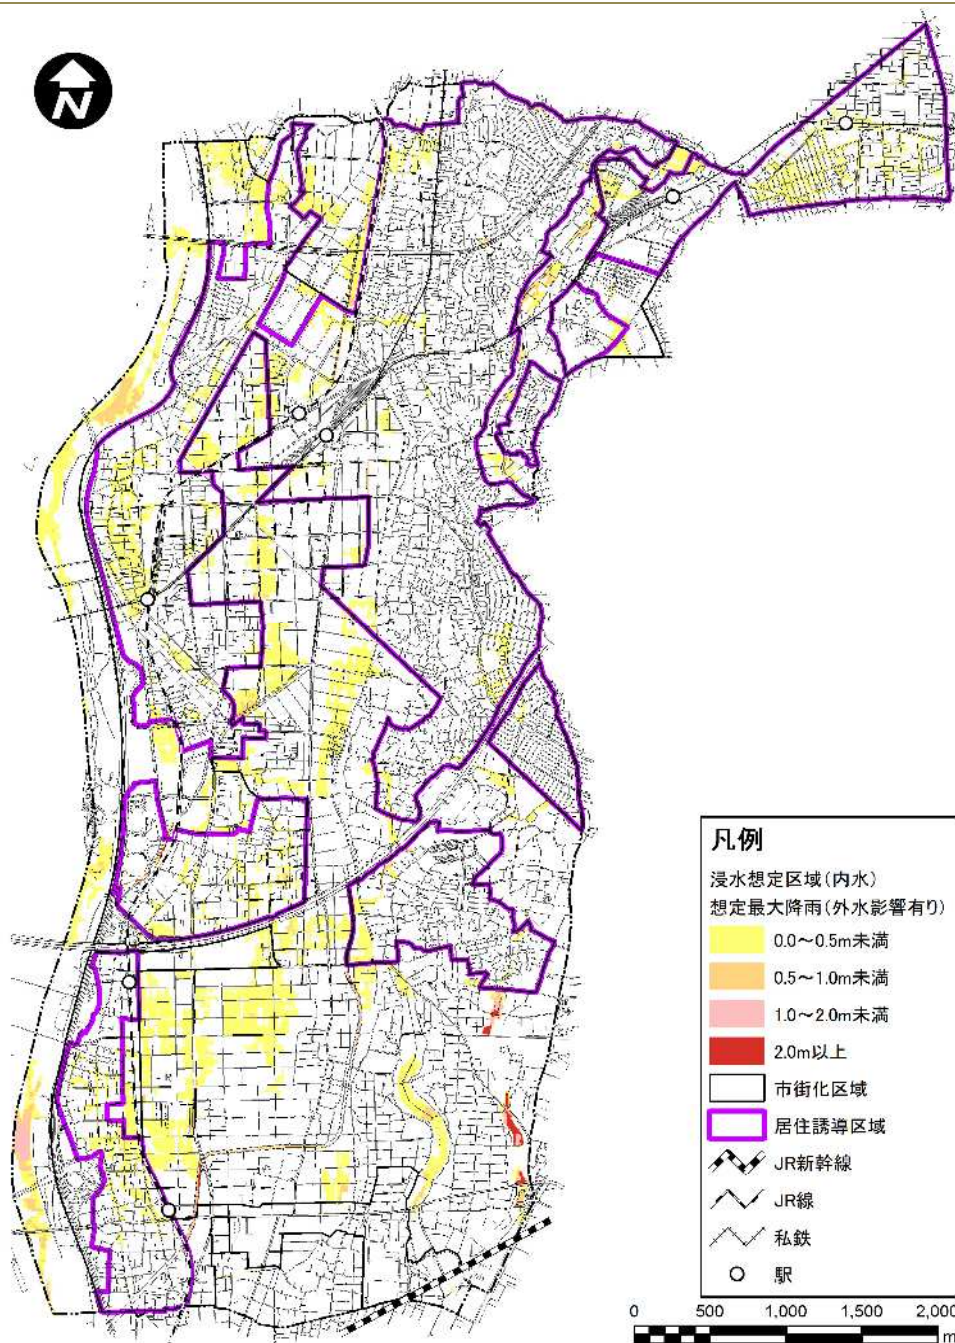 N
凡例
浸水想定区域(内水)
想定最大降雨(外水影響有り)
0.0～0.5m未満
0.5～1.0m未満
1.0～2.0m未満
2.0m以上
市街化区域
居住誘導区域
JR新幹線
JR線
私鉄
駅
0 500 1,000 1,500 2,000
m